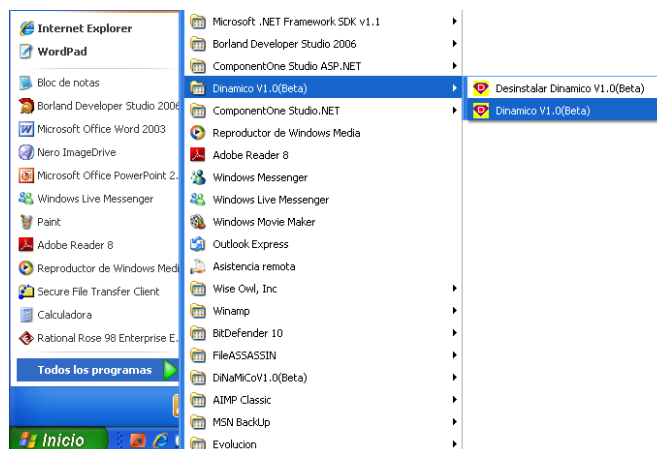 Internet Explorer
WordPad
Bloc de notas
Borland Developer Studio 2006
Microsoft Office Word 2003
Nero ImageDrive
Microsoft Office PowerPoint 2.
Windows Live Messenger
Paint
Adobe Reader 8
Reproductor de Windows Medi
Secure File Transfer Client
Calculadora
Rational Rose 98 Enterprise E.
Todos los programas
Inicio
Microsoft .NET Framework SDK v1.1
Borland Developer Studio 2006
ComponentOne Studio ASP.NET
Dinamico V1.0(Beta)
ComponentOne Studio.NET
Reproductor de Windows Media
Adobe Reader 8
Windows Messenger
Windows Live Messenger
Windows Movie Maker
Outlook Express
Asistencia remota
Wise Owl, Inc
Winamp
BitDefender 10
FileASSASSIN
DiNaMiCoV1.0(Beta)
AIMP Classic
MSN BackUp
Evolucion
Desinstalar Dinamico V1.0(Beta)
Dinamico V1.0(Beta)